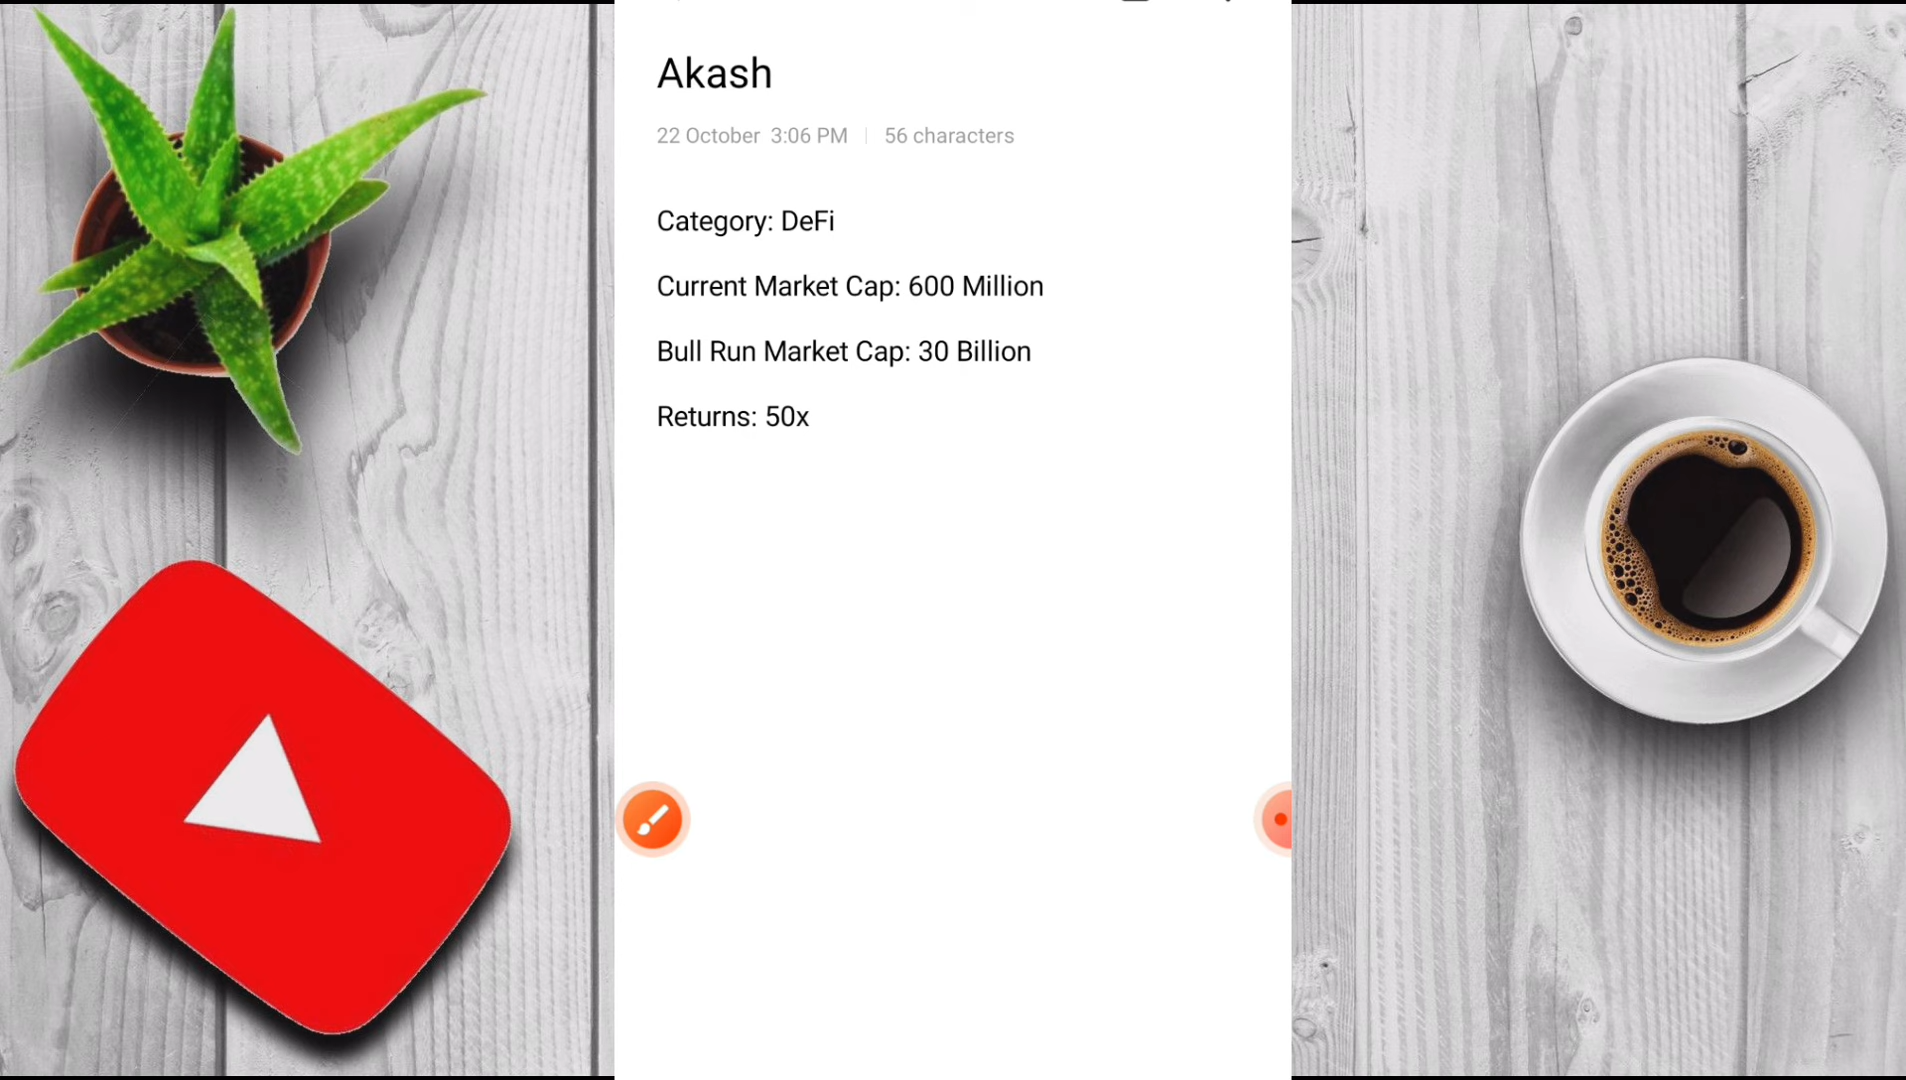 Akash
22 October 3:06 PM | 56 characters
Category: DeFi
Current Market Cap: 600 Million
Bull Run Market Cap: 30 Billion
Returns: 50x